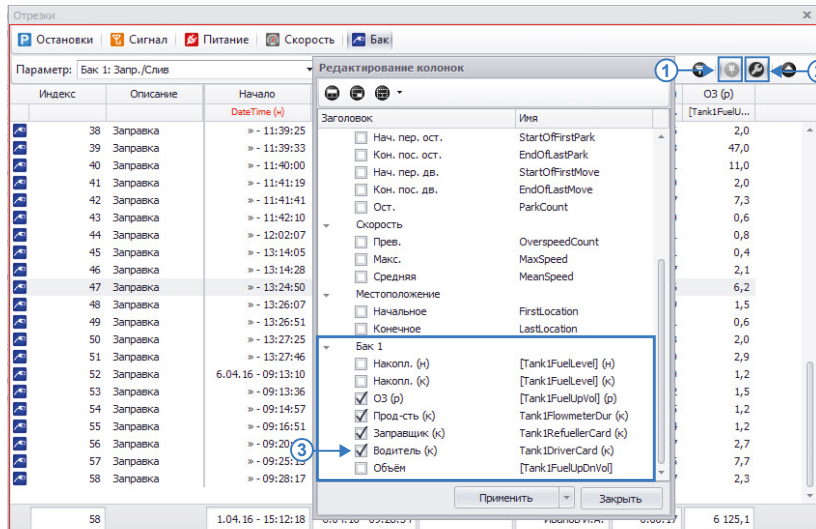 Отрезки
Остановки Сигнал Питание Скорость Бак
Параметр: Бак 1: Запр./Слив
Индекс Описание Начало ОЗ (р)
DateTime (н) [Tank1FuelU...
38 Заправка » - 11:39:25 2,0
39 Заправка » - 11:39:33 47,0
40 Заправка » - 11:40:00 11,0
41 Заправка » - 11:41:19 2,0
42 Заправка » - 11:41:41 7,3
43 Заправка » - 11:42:10 0,6
44 Заправка » - 12:02:07 0,8
45 Заправка » - 13:14:05 0,4
46 Заправка » - 13:14:28 2,1
47 Заправка » - 13:24:50 6,2
48 Заправка » - 13:26:07 1,5
49 Заправка » - 13:26:51 0,6
50 Заправка » - 13:27:25 2,0
51 Заправка » - 13:27:46 2,9
52 Заправка 6.04.16 - 09:13:10 1,2
53 Заправка » - 09:13:36 1,5
54 Заправка » - 09:14:57 1,2
55 Заправка » - 09:16:51 1,2
56 Заправка » - 09:20: 2,7
57 Заправка » - 09:25:15 7,7
58 Заправка » - 09:28:17 2,3
58 1.04.16 - 15:12:18 6 125,1
Редактирование колонок
Заголовок Имя
Нач. пер. ост. StartOfFirstPark
Кон. пос. ост. EndOfLastPark
Нач. пер. дв. StartOfFirstMove
Кон. пос. дв. EndOfLastMove
Ост. ParkCount
Скорость
Прев. OverspeedCount
Макс. MaxSpeed
Средняя MeanSpeed
Местоположение
Начальное FirstLocation
Конечное LastLocation
Бак 1
Накопл. (н) [Tank1FuelLevel] (н)
Накопл. (к) [Tank1FuelLevel] (к)
ОЗ (р) [Tank1FuelUpVol] (р)
Прод-сть (к) Tank1FlowmeterDur (к)
Заправщик (к) Tank1RefuellerCard (к)
Водитель (к) Tank1DriverCard (к)
Объём [Tank1FuelUpDnVol]
Применить Закрыть
1
2
3